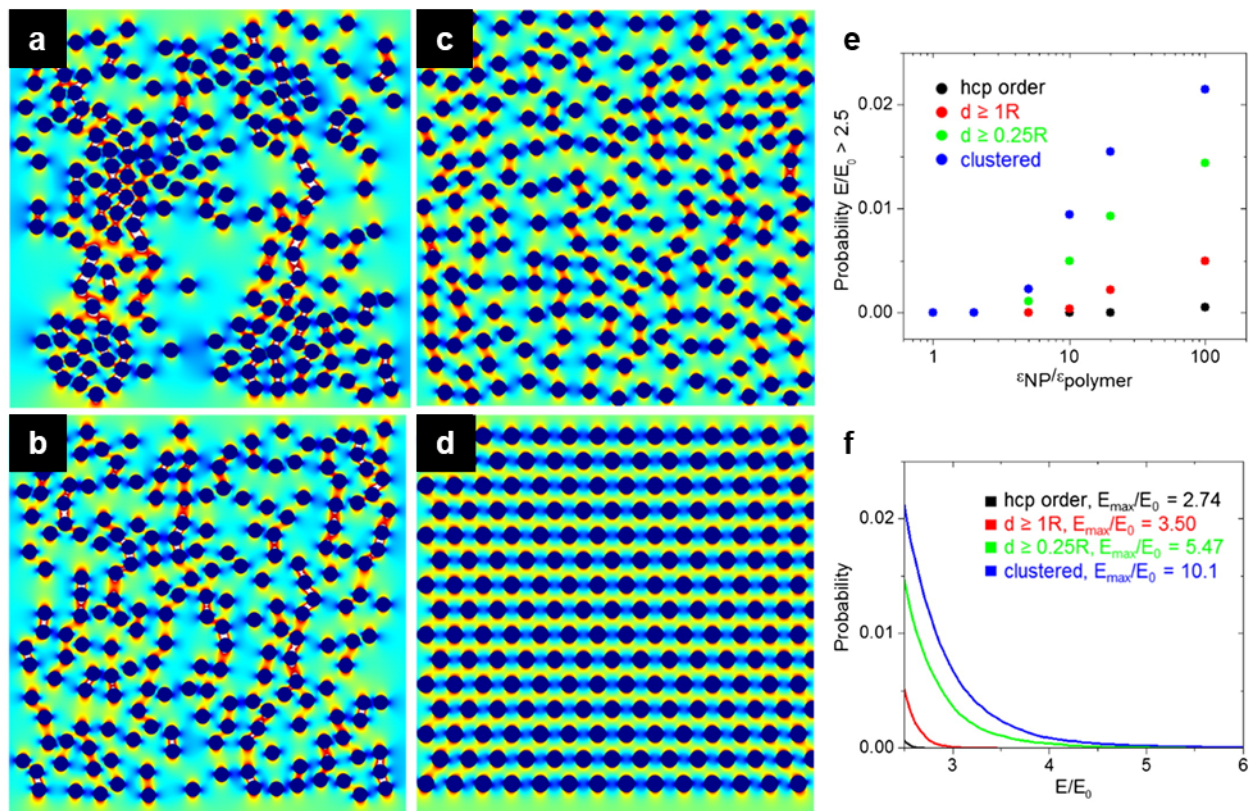 a
c
b
d
e
0.02
0.01
0.00
Probability E/E₀ > 2.5
hcp order
d ≥ 1R
d ≥ 0.25R
clustered
1
10
100
εNP/εpolymer
f
0.02
0.01
0.00
Probability
hcp order, Eₘₐₓ/E₀ = 2.74
d ≥ 1R, Eₘₐₓ/E₀ = 3.50
d ≥ 0.25R, Eₘₐₓ/E₀ = 5.47
clustered, Eₘₐₓ/E₀ = 10.1
3
4
5
6
E/E₀